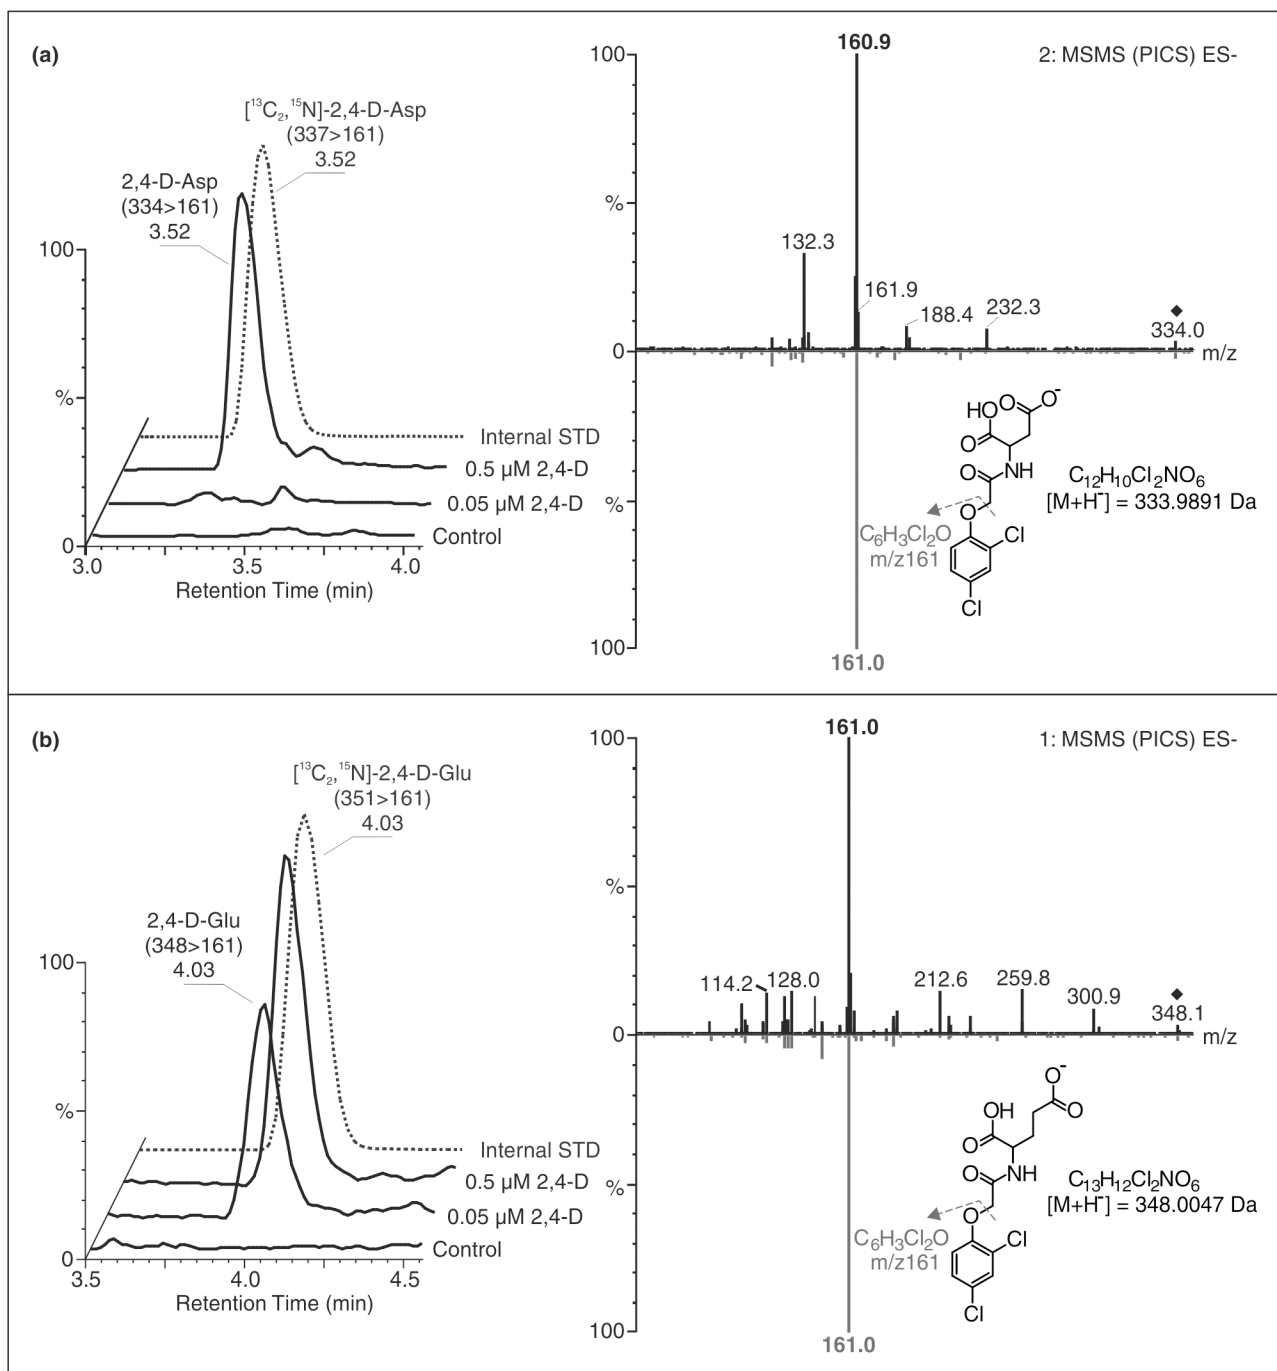 (a)
[¹³C₂,¹⁵N]-2,4-D-Asp
(337>161)
3.52
2,4-D-Asp
(334>161)
3.52
100
%
0
Internal STD
0.5 µM 2,4-D
0.05 µM 2,4-D
Control
3.0 3.5 4.0
Retention Time (min)
2: MSMS (PICS) ES-
100
160.9
%
132.3
161.9
188.4
232.3
334.0
0
m/z
%
100
161.0
HO O O⁻
O
O NH
O
Cl
Cl
C₆H₃Cl₂O
m/z161
C₁₂H₁₀Cl₂NO₆
[M+H⁻] = 333.9891 Da
(b)
[¹³C₂,¹⁵N]-2,4-D-Glu
(351>161)
4.03
2,4-D-Glu
(348>161)
4.03
100
%
0
Internal STD
0.5 µM 2,4-D
0.05 µM 2,4-D
Control
3.5 4.0 4.5
Retention Time (min)
1: MSMS (PICS) ES-
100
161.0
%
114.2
128.0
212.6
259.8
300.9
348.1
0
m/z
%
100
161.0
O⁻
OH O
O
O NH
O
Cl
Cl
C₆H₃Cl₂O
m/z161
C₁₃H₁₂Cl₂NO₆
[M+H⁻] = 348.0047 Da